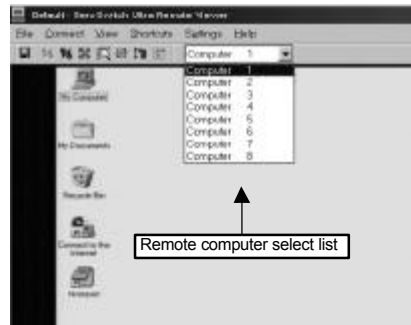 Default - ServSwitch Ultra Remote Viewer
File Connect View Shortcuts Settings Help
Computer 1
Computer 1
Computer 2
Computer 3
Computer 4
Computer 5
Computer 6
Computer 7
Computer 8
My Computer
My Documents
Recycle Bin
Connect to the
Internet
Notepad
Remote computer select list